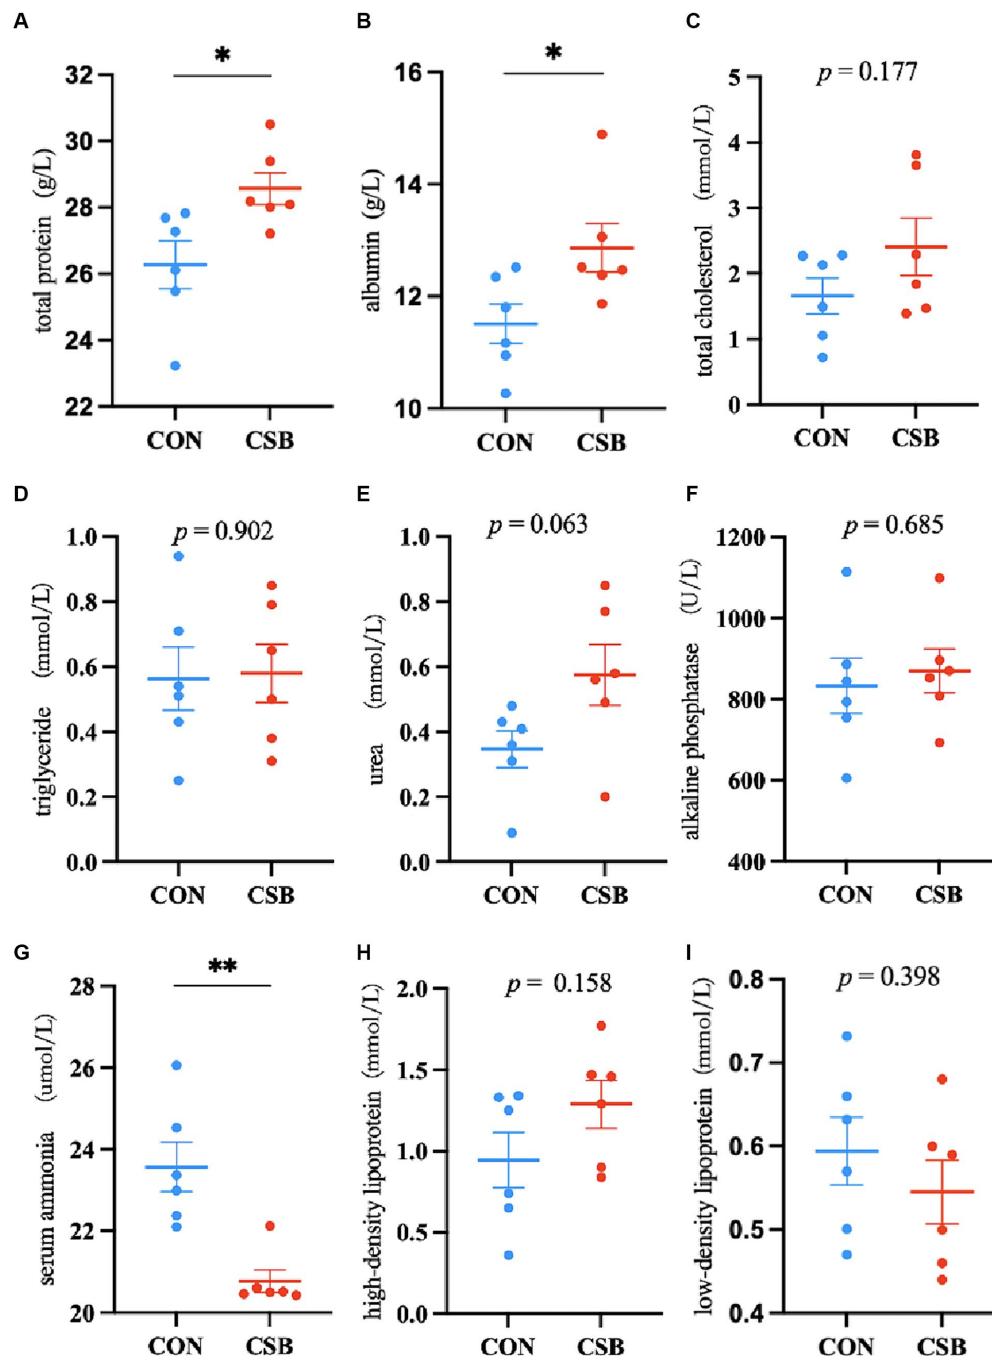 A
*
total protein (g/L)
32
30
28
26
24
22
CON
CSB
B
*
albumin (g/L)
16
14
12
10
CON
CSB
C
p = 0.177
total cholesterol (mmol/L)
5
4
3
2
1
0
CON
CSB
D
p = 0.902
triglyceride (mmol/L)
1.0
0.8
0.6
0.4
0.2
0.0
CON
CSB
E
p = 0.063
urea (mmol/L)
1.0
0.8
0.6
0.4
0.2
0.0
CON
CSB
F
p = 0.685
alkaline phosphatase (U/L)
1200
1000
800
600
400
CON
CSB
G
**
serum ammonia (umol/L)
28
26
24
22
20
CON
CSB
H
p = 0.158
high-density lipoprotein (mmol/L)
2.0
1.5
1.0
0.5
0.0
CON
CSB
I
p = 0.398
low-density lipoprotein (mmol/L)
0.8
0.7
0.6
0.5
0.4
CON
CSB